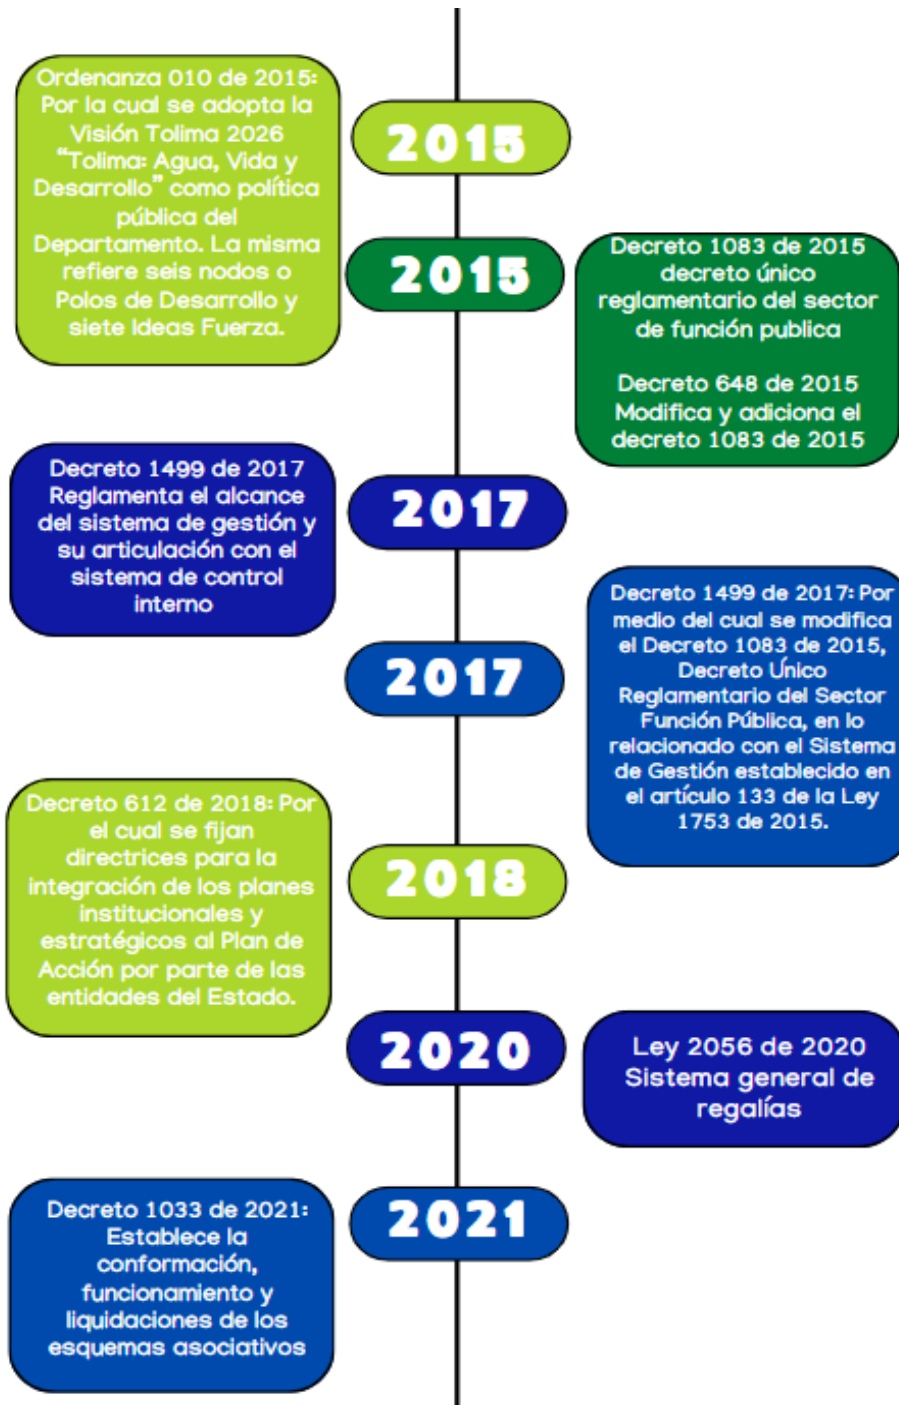 Ordenanza 010 de 2015:
Por la cual se adopta la
Visión Tolima 2026
“Tolima: Agua, Vida y
Desarrollo” como política
pública del
Departamento. La misma
refiere seis nodos o
Polos de Desarrollo y
siete Ideas Fuerza.
2015
2015
Decreto 1083 de 2015
decreto único
reglamentario del sector
de función publica
Decreto 648 de 2015
Modifica y adiciona el
decreto 1083 de 2015
Decreto 1499 de 2017
Reglamenta el alcance
del sistema de gestión y
su articulación con el
sistema de control
interno
2017
2017
Decreto 1499 de 2017: Por
medio del cual se modifica
el Decreto 1083 de 2015,
Decreto Único
Reglamentario del Sector
Función Pública, en lo
relacionado con el Sistema
de Gestión establecido en
el artículo 133 de la Ley
1753 de 2015.
Decreto 612 de 2018: Por
el cual se fijan
directrices para la
integración de los planes
institucionales y
estratégicos al Plan de
Acción por parte de las
entidades del Estado.
2018
2020
Ley 2056 de 2020
Sistema general de
regalías
Decreto 1033 de 2021:
Establece la
conformación,
funcionamiento y
liquidaciones de los
esquemas asociativos
2021